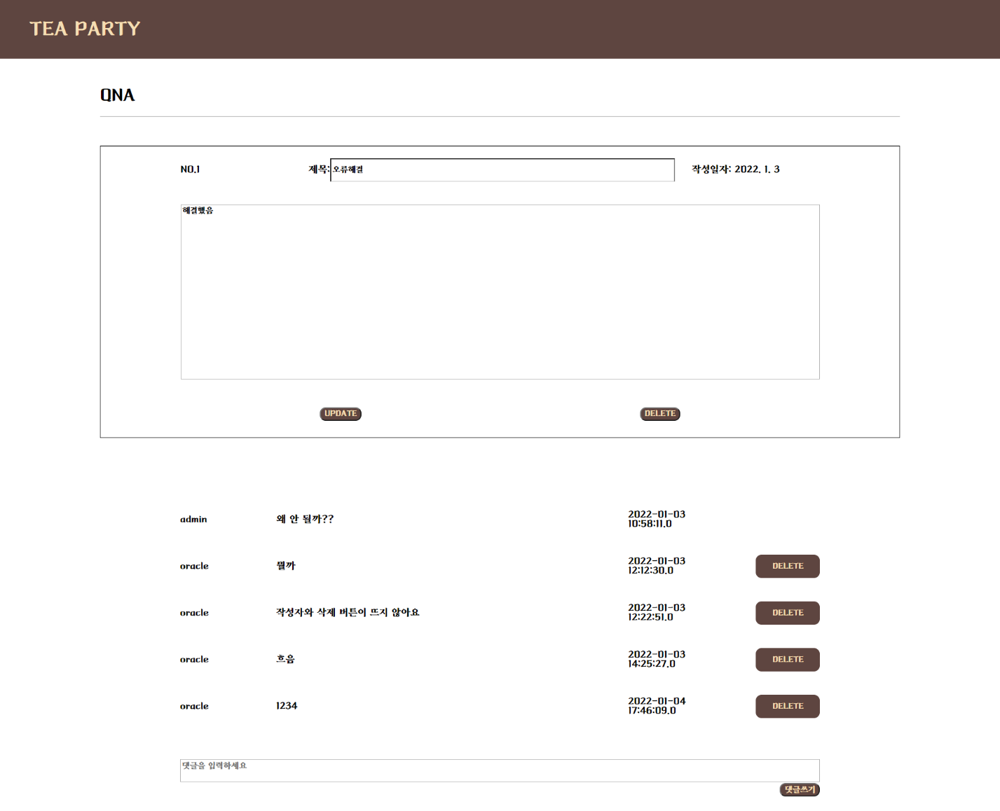 TEA PARTY
QNA
NO.1 제목: 오류해결 작성일자: 2022. 1. 3
해결했음
UPDATE DELETE
admin 왜 안 될까?? 2022-01-03
10:58:11.0
oracle 뭘까 2022-01-03
12:12:30.0 DELETE
oracle 작성자와 삭제 버튼이 뜨지 않아요 2022-01-03
12:22:51.0 DELETE
oracle 흐음 2022-01-03
14:25:27.0 DELETE
oracle 1234 2022-01-04
17:46:09.0 DELETE
댓글을 입력하세요
댓글쓰기